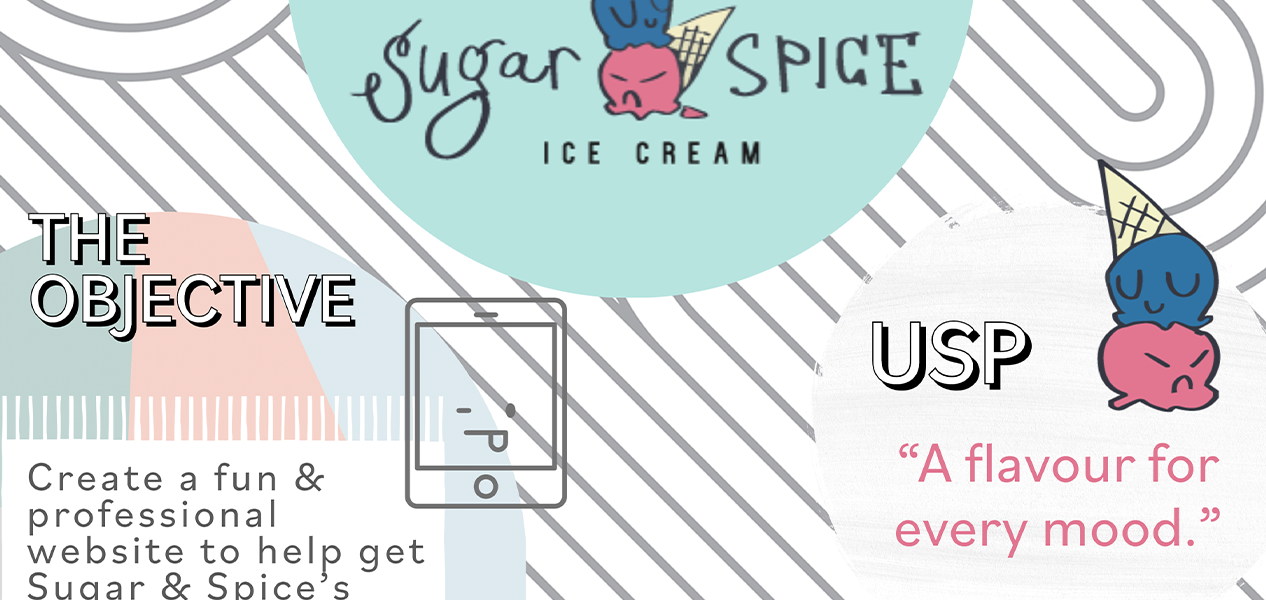 Sugar SPICE
ICE CREAM
THE
OBJECTIVE
Create a fun &
professional
website to help get
Sugar & Spice's
USP
“A flavour for
every mood.”